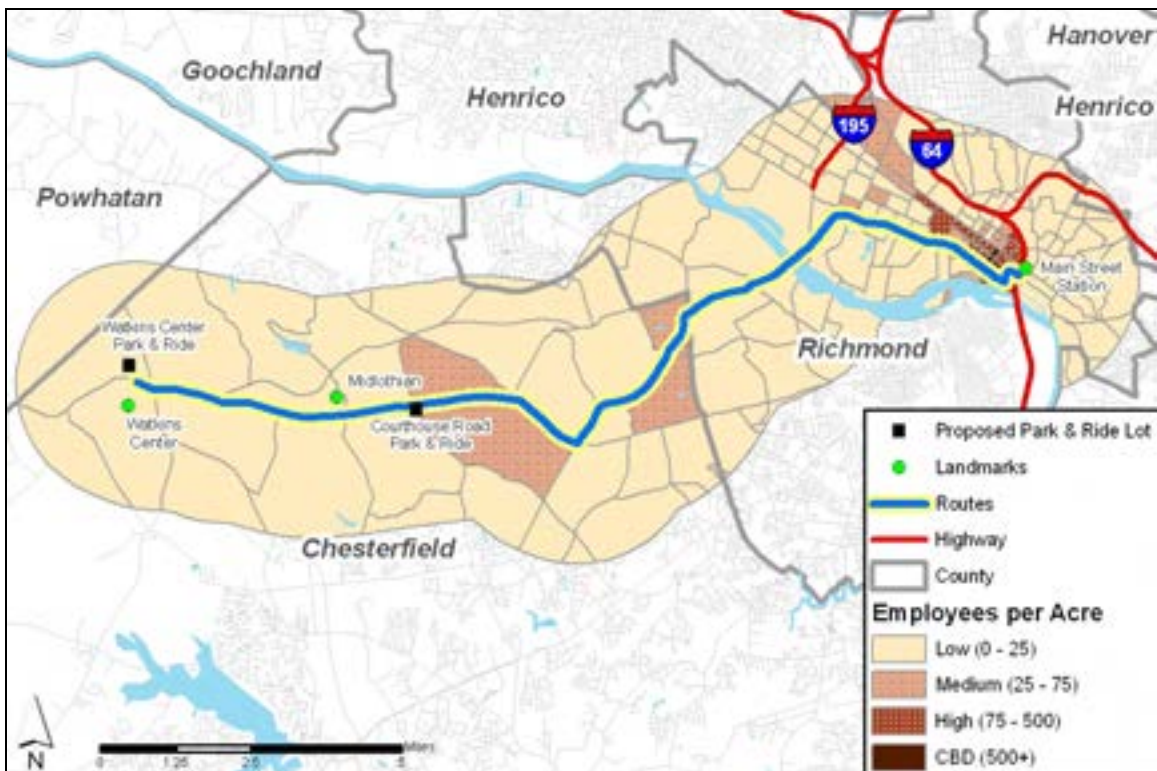 Goochland
Henrico
Hanover
Henrico
195
64
Powhatan
Main Street
Station
Watkins Center
Park & Ride
Richmond
Midlothian
Watkins
Center
Courthouse Road
Park & Ride
Chesterfield
Proposed Park & Ride Lot
Landmarks
Routes
Highway
County
Employees per Acre
Low (0 - 25)
Medium (25 - 75)
High (75 - 500)
CBD (500+)
N
Miles
0 1.25 2.5 5